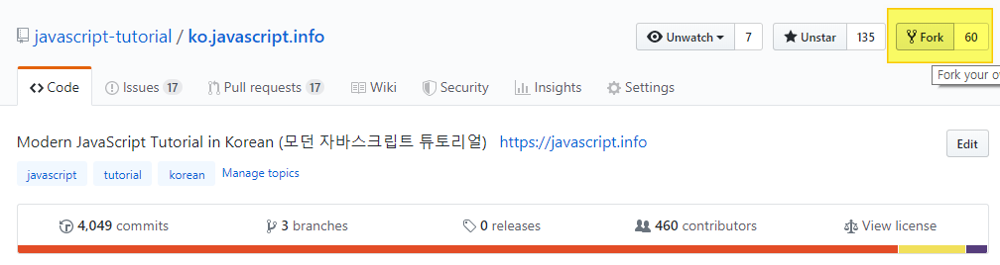 javascript-tutorial / ko.javascript.info Unwatch 7 Unstar 135 Fork 60
Fork your o
Code Issues 17 Pull requests 17 Wiki Security Insights Settings
Modern JavaScript Tutorial in Korean (모던 자바스크립트 튜토리얼) https://javascript.info Edit
javascript tutorial korean Manage topics
4,049 commits 3 branches 0 releases 460 contributors View license